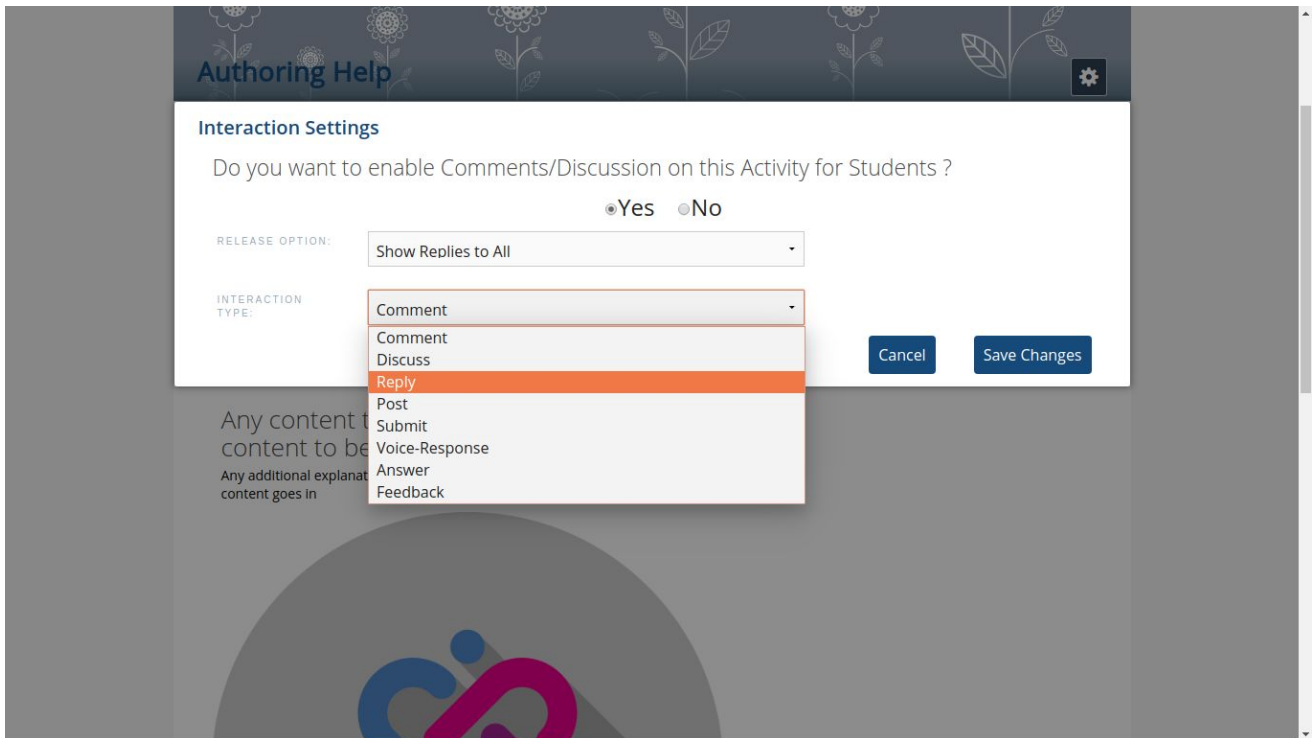 Authoring Help
Interaction Settings
Do you want to enable Comments/Discussion on this Activity for Students ?
Yes No
RELEASE OPTION:
Show Replies to All
INTERACTION
TYPE:
Comment
Comment
Discuss
Reply
Post
Submit
Voice-Response
Answer
Feedback
Cancel Save Changes
Any content
content to
Any additional
content goes in